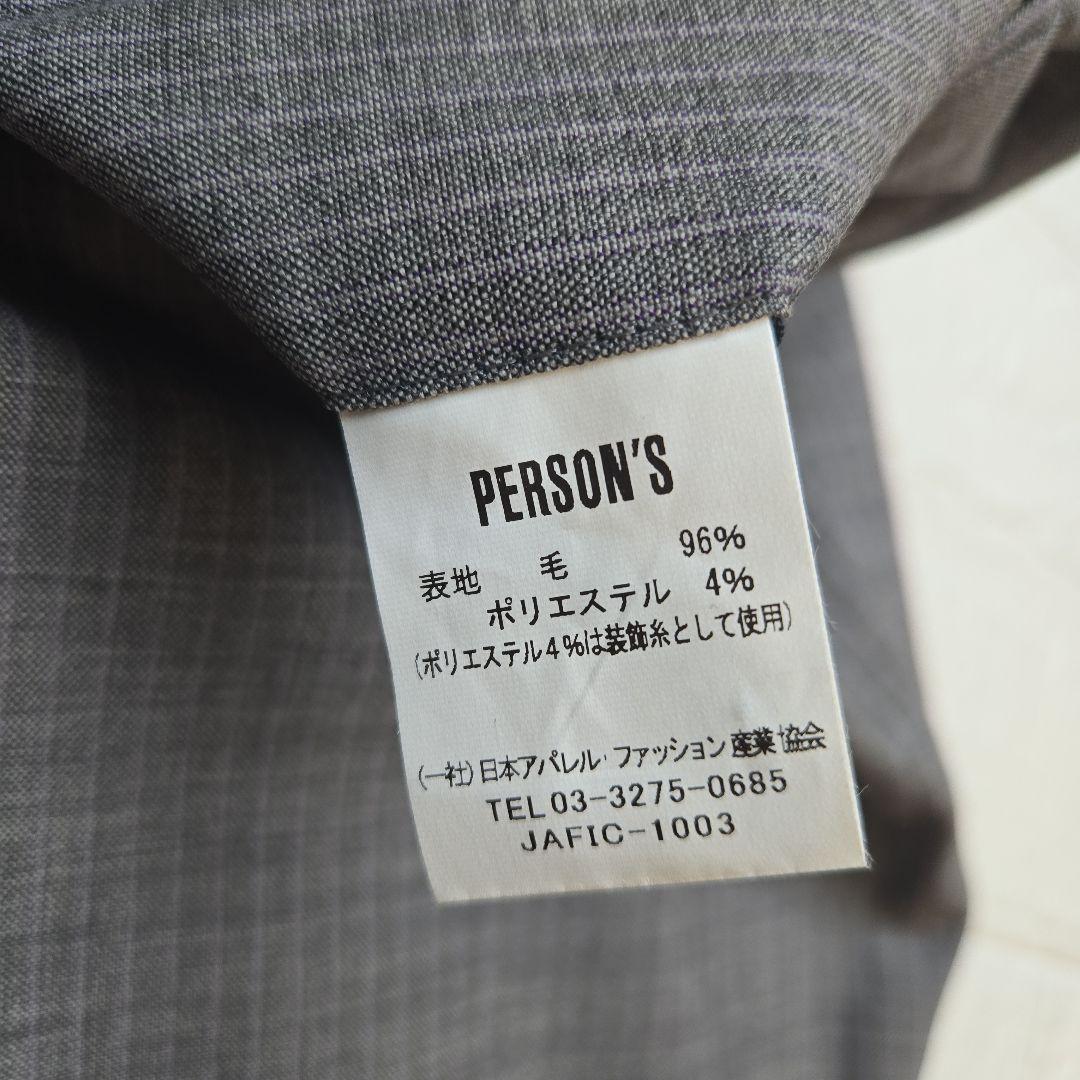 PERSON'S
表地 毛 96%
ポリエステル 4%
(ポリエステル4%は装飾糸として使用)
(一社)日本アパレル・ファッション産業協会
TEL03-3275-0685
JAFIC-1003